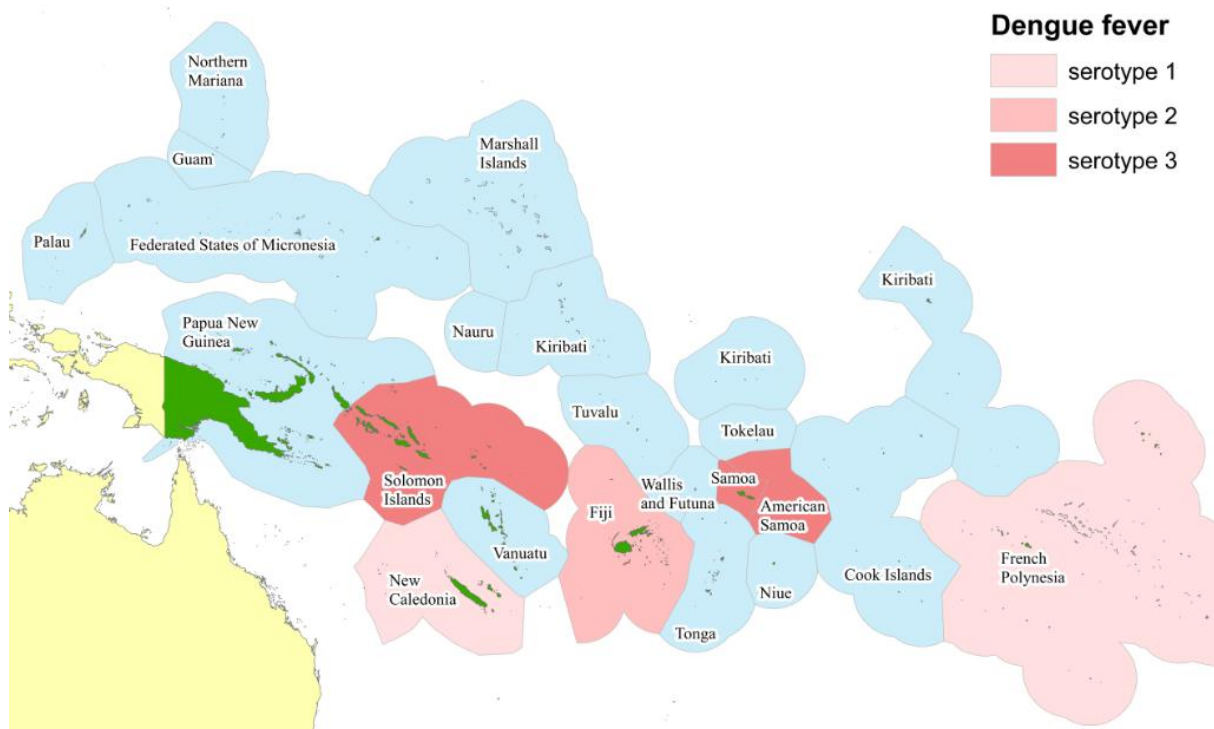 Dengue fever
serotype 1
serotype 2
serotype 3
Northern
Mariana
Guam
Marshall
Islands
Palau
Federated States of Micronesia
Kiribati
Papua New
Guinea
Nauru
Kiribati
Kiribati
Tuvalu
Tokelau
Solomon
Islands
Wallis
and Futuna
Samoa
American
Samoa
Fiji
Vanuatu
New
Caledonia
Tonga
Niue
Cook Islands
French
Polynesia